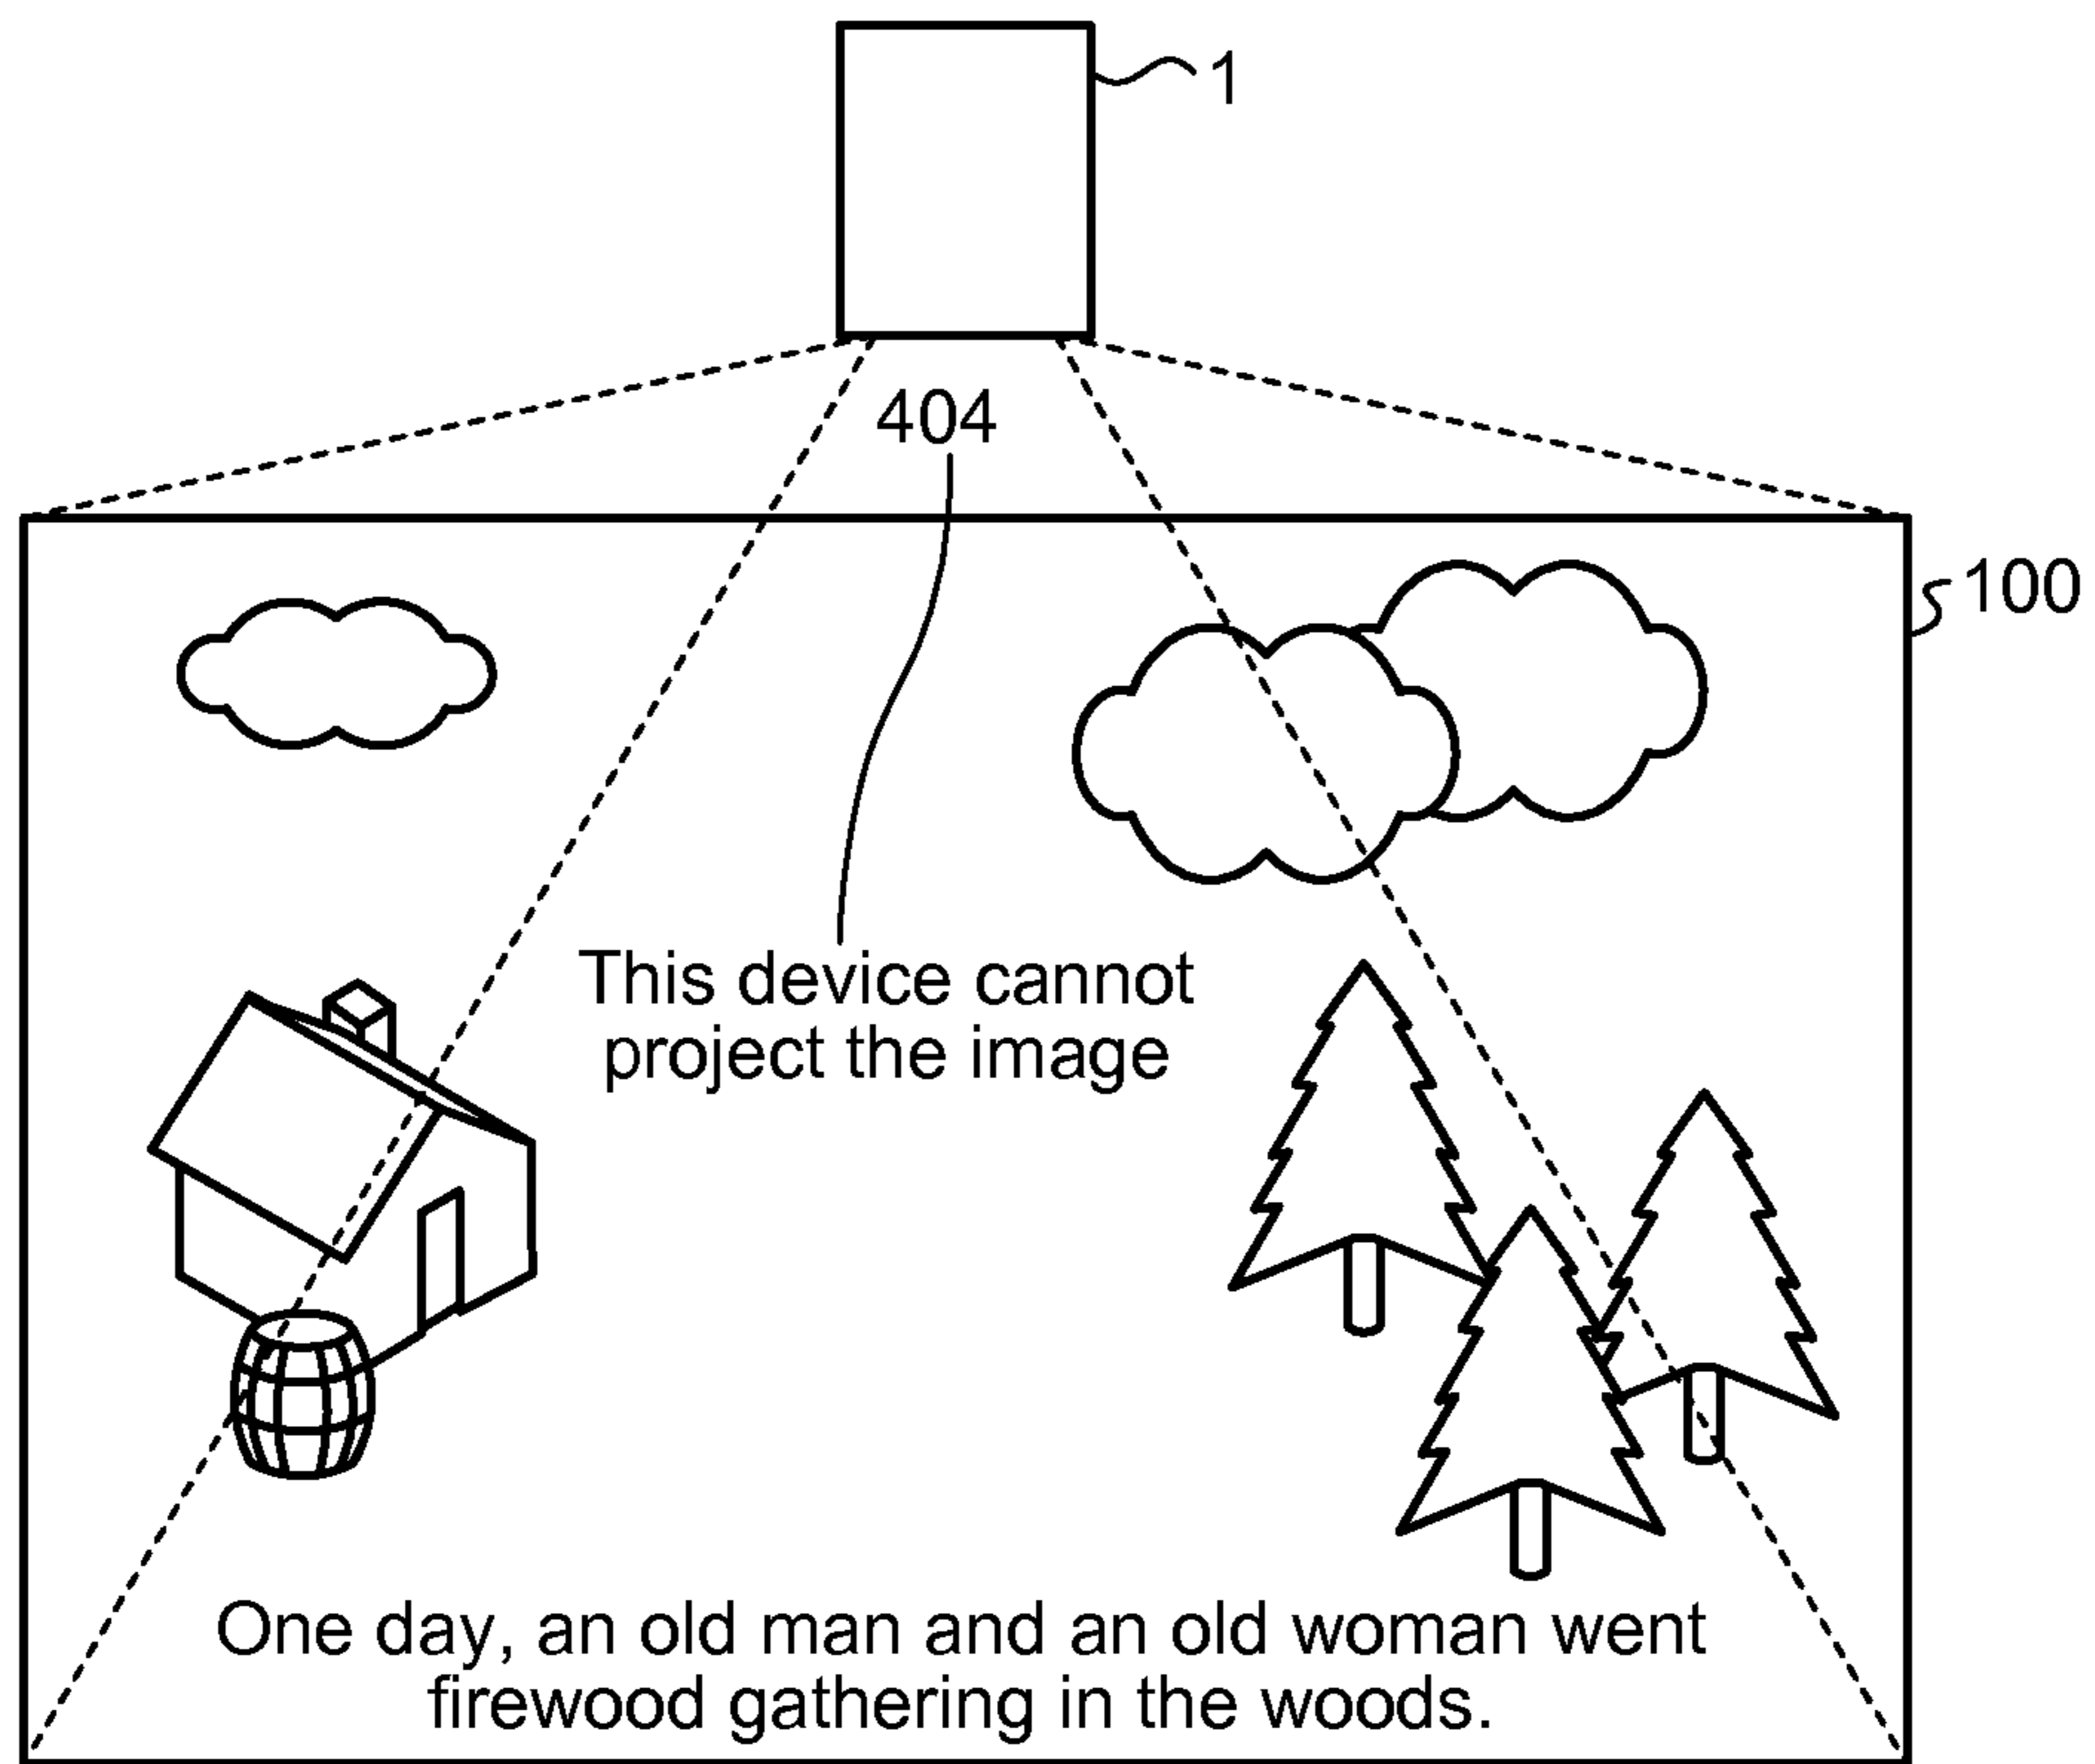 1
404
100
This device cannot
project the image
One day, an old man and an old woman went
firewood gathering in the woods.